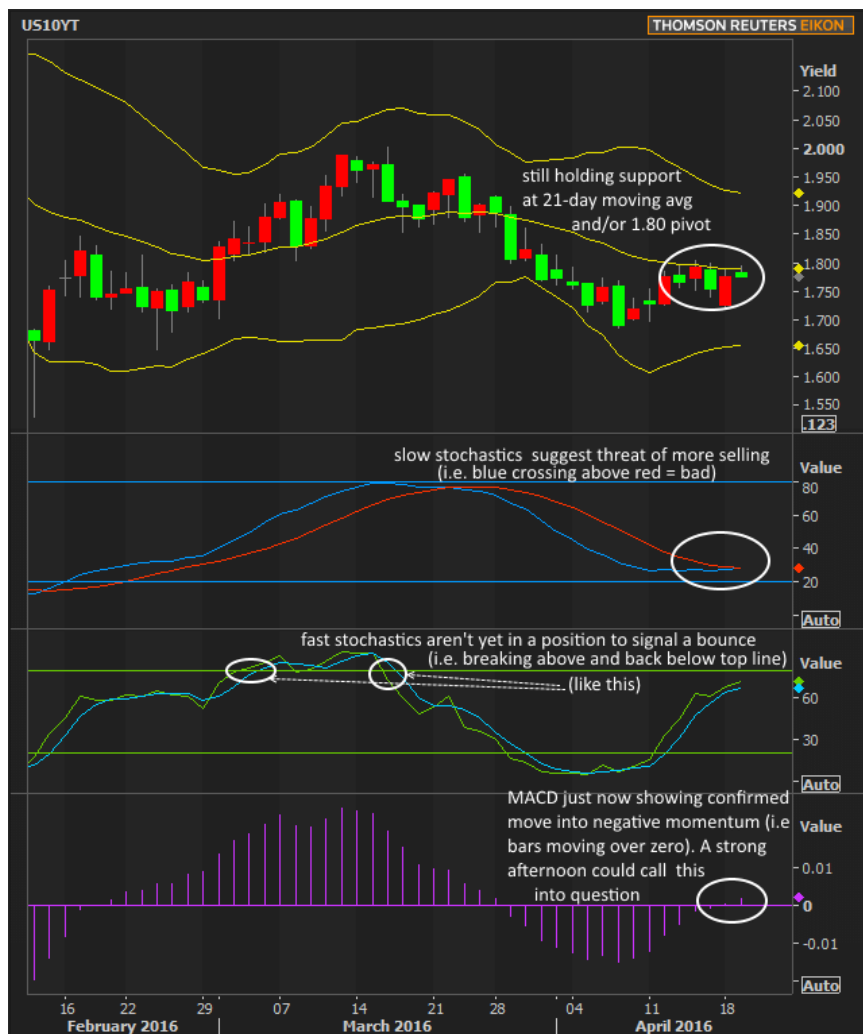 US10YT
THOMSON REUTERS EIKON
Yield
2.100
2.050
2.000
1.950
1.900
1.850
1.800
1.750
1.700
1.650
1.600
1.550
.123
still holding support
at 21-day moving avg
and/or 1.80 pivot
slow stochastics suggest threat of more selling
(i.e. blue crossing above red = bad)
Value
80
60
40
20
Auto
fast stochastics aren't yet in a position to signal a bounce
(i.e. breaking above and back below top line)
(like this)
Value
60
30
Auto
MACD just now showing confirmed
move into negative momentum (i.e
bars moving over zero). A strong
afternoon could call this
into question
Value
0.01
0
-0.01
Auto
16 22 29 07 14 21 28 04 11 18
February 2016 March 2016 April 2016